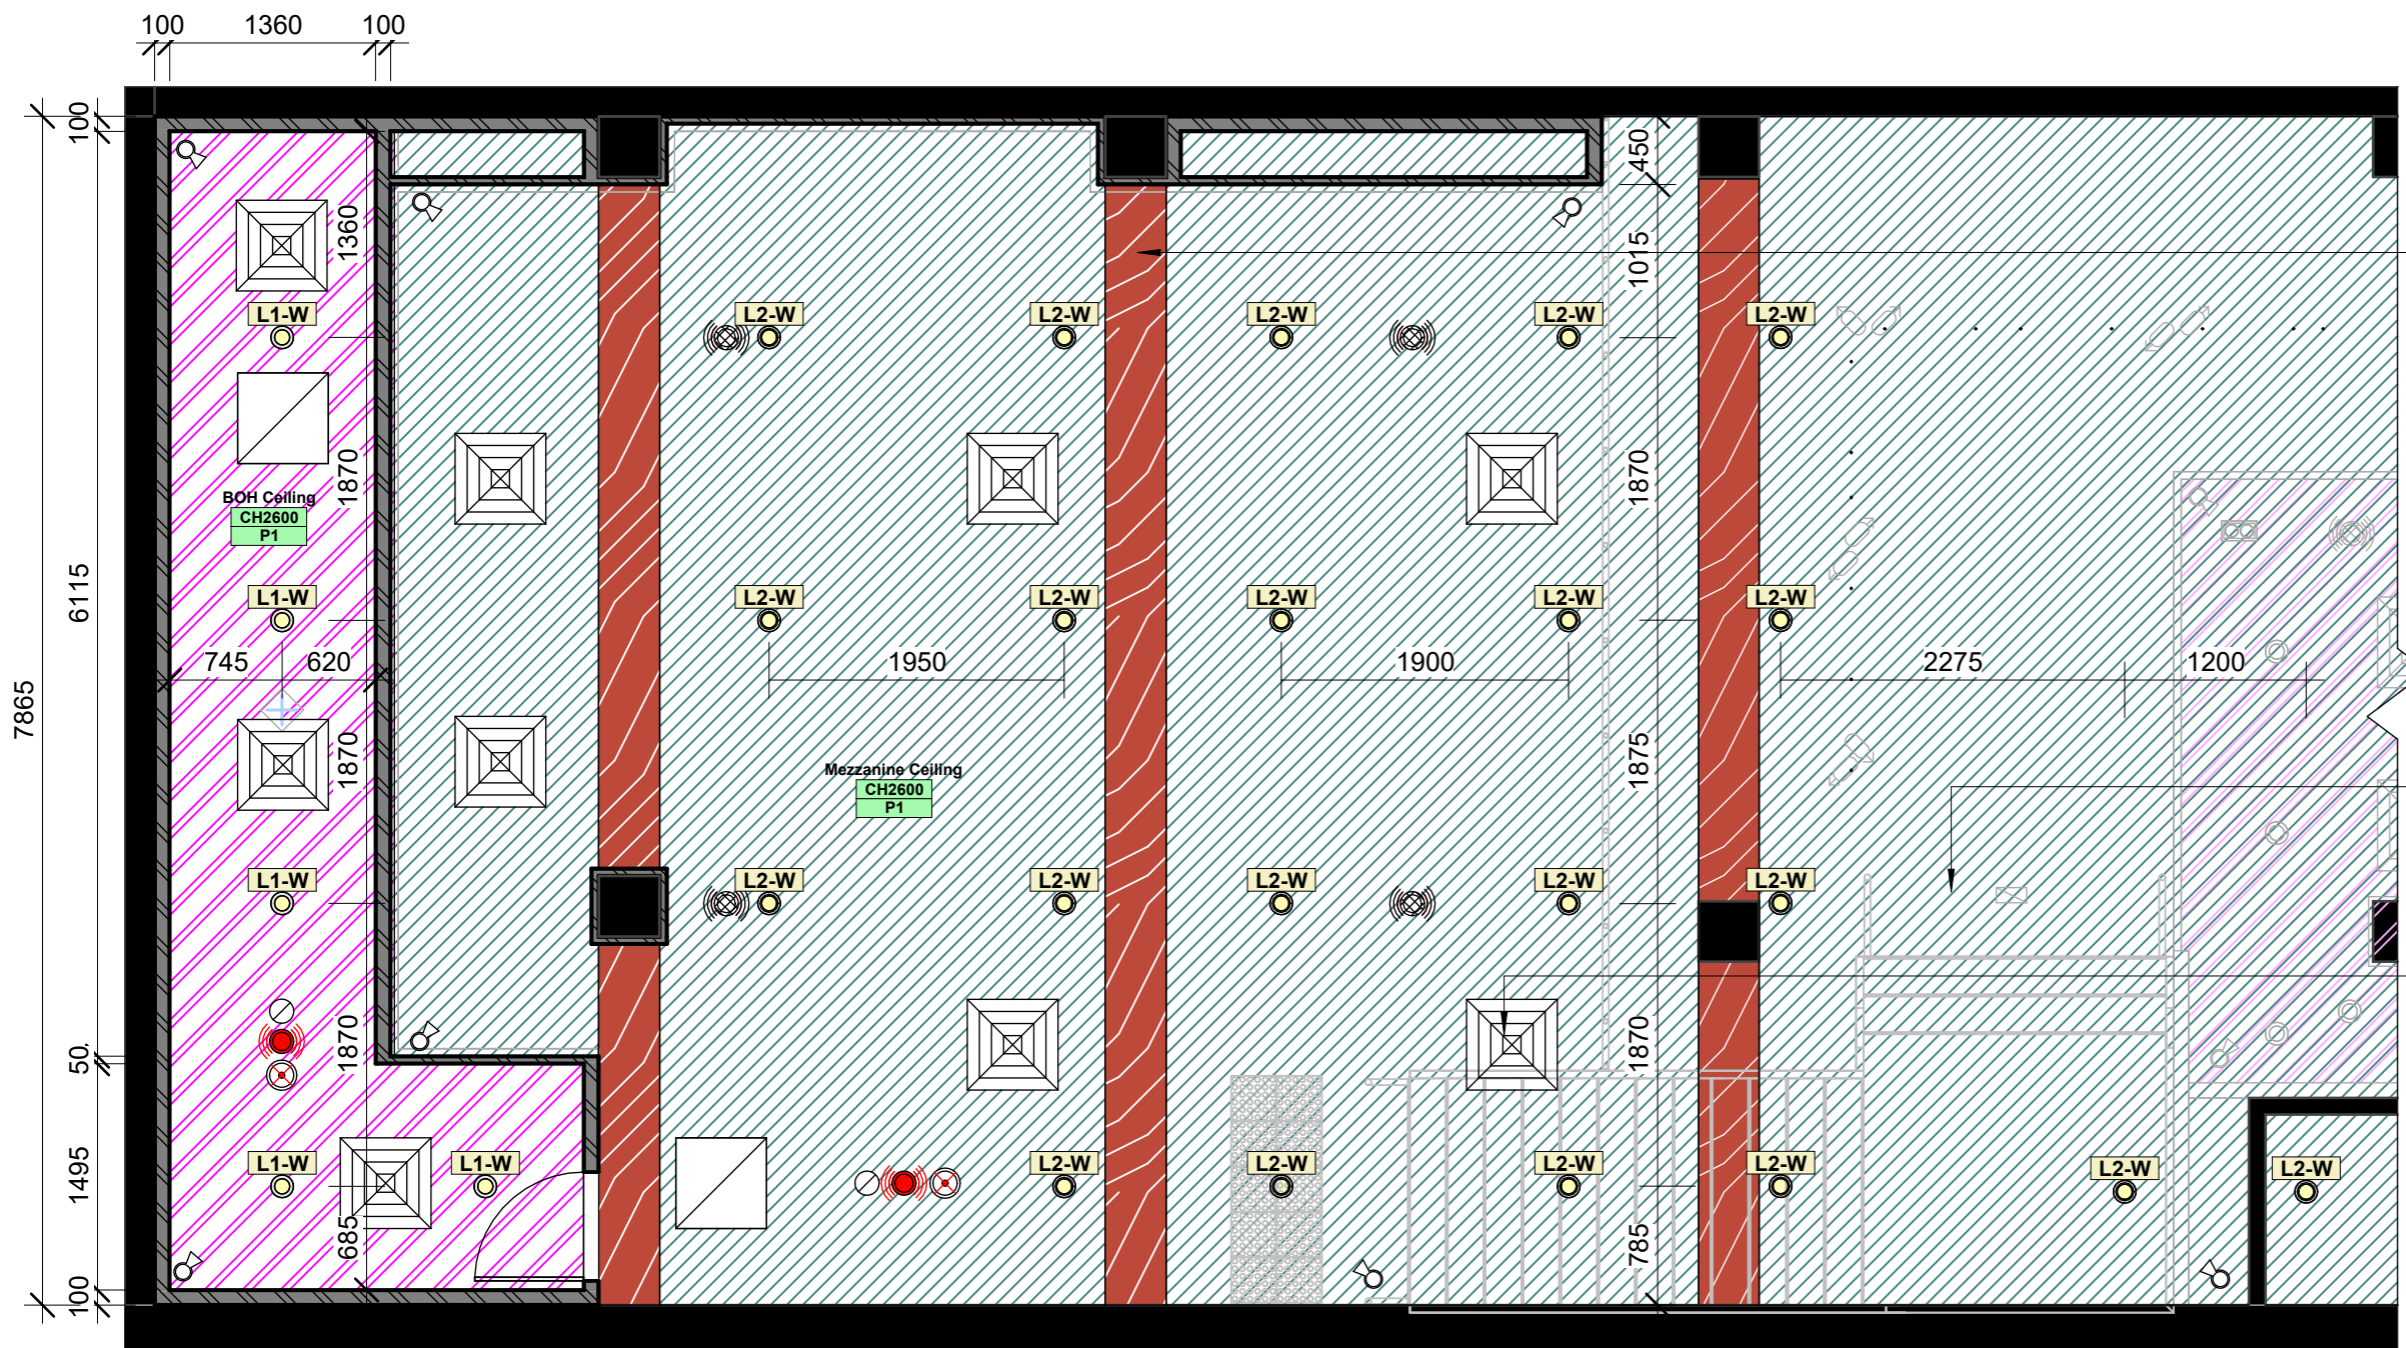 100 1360 100
100
450
1360
1015
L1-W L2-W L2-W L2-W L2-W L2-W
1870 1870
BOH Ceiling
CH2600
P1
6115
L1-W L2-W L2-W L2-W L2-W L2-W
745 620 1950 1900 2275 1200
7865
1870 1875
Mezzanine Ceiling
CH2600
P1
L1-W L2-W L2-W L2-W L2-W L2-W
50
1870 1870
1495
L1-W L1-W L2-W L2-W L2-W L2-W L2-W L2-W
685 785
100